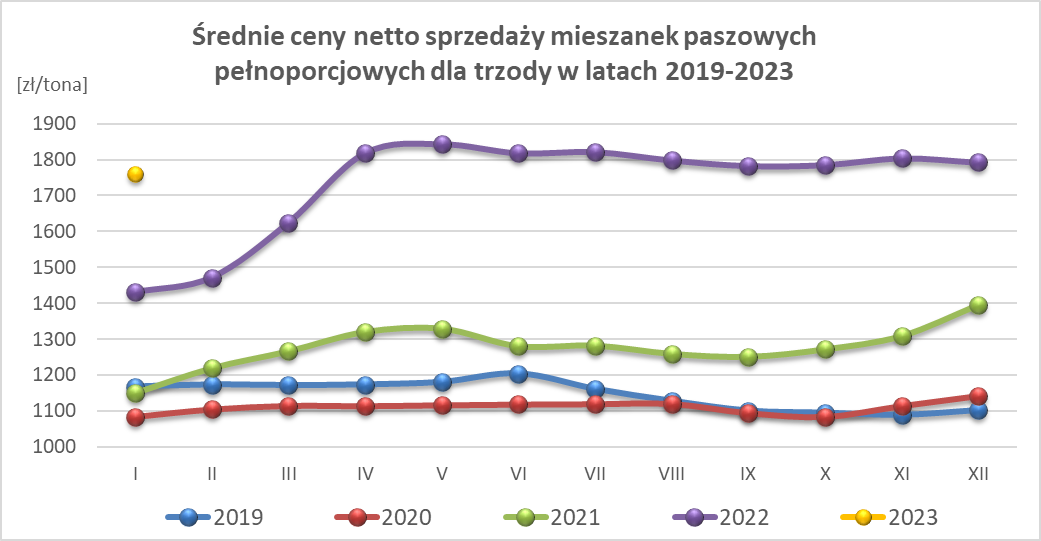 Średnie ceny netto sprzedaży mieszanek paszowych
pełnoporcjowych dla trzody w latach 2019-2023
[zł/tona]
1900
1800
1700
1600
1500
1400
1300
1200
1100
1000
I II III IV V VI VII VIII IX X XI XII
2019 2020 2021 2022 2023